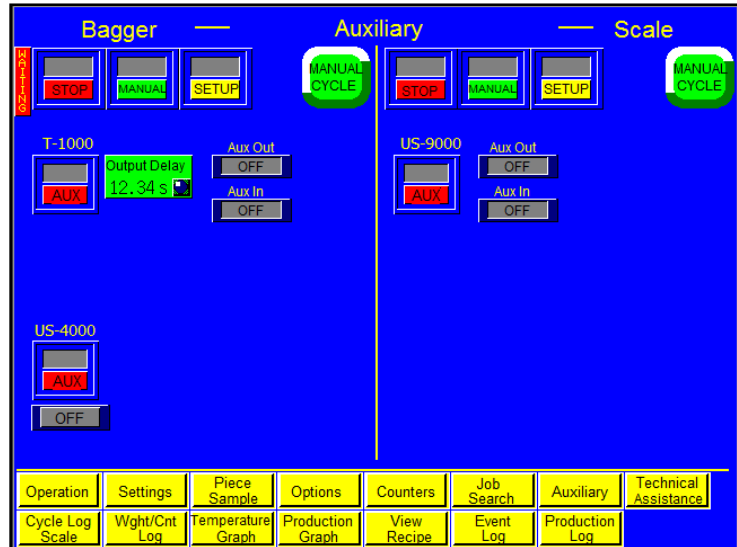 Bagger — Auxiliary — Scale
WAITING
STOP MANUAL SETUP MANUAL CYCLE STOP MANUAL SETUP MANUAL CYCLE
T-1000
AUX
Output Delay
12.34 s
Aux Out
OFF
Aux In
OFF
US-9000
AUX
Aux Out
OFF
Aux In
OFF
US-4000
AUX
OFF
Operation Settings Piece Sample Options Counters Job Search Auxiliary Technical Assistance
Cycle Log Scale Wght/Cnt Log Temperature Graph Production Graph View Recipe Event Log Production Log